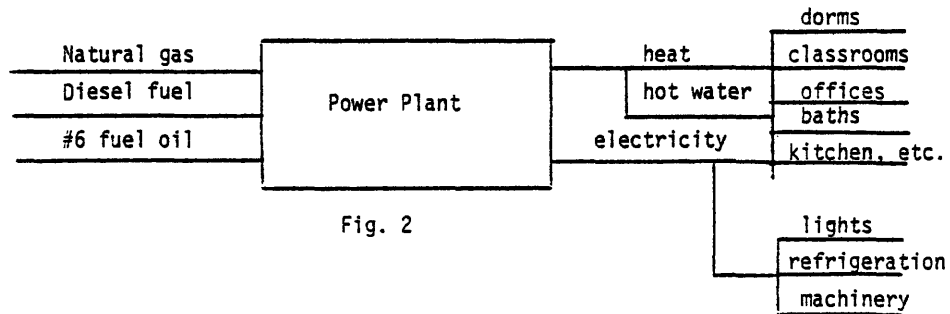 dorms
Natural gas
heat
classrooms
Diesel fuel
hot water
offices
Power Plant
baths
#6 fuel oil
electricity
kitchen, etc.
Fig. 2
lights
refrigeration
machinery